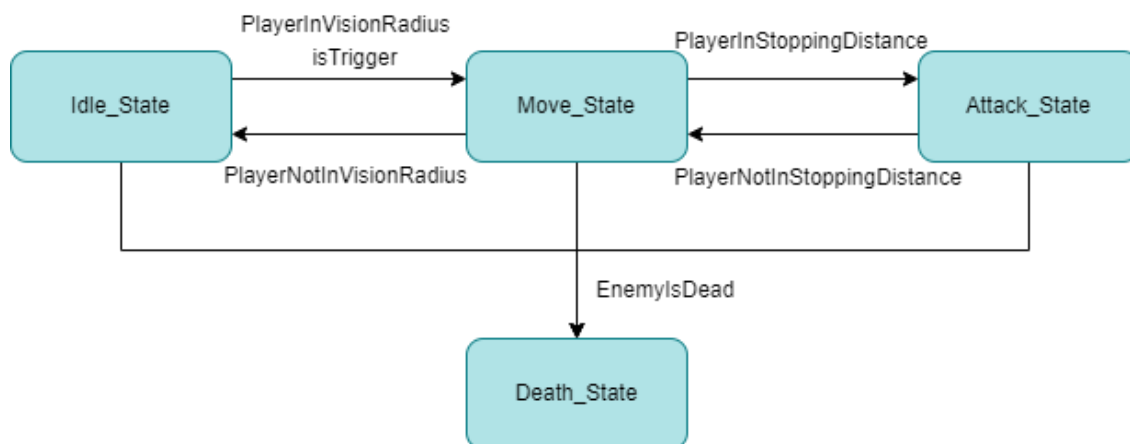 PlayerInVisionRadius
isTrigger
PlayerInStoppingDistance
Idle_State
Move_State
Attack_State
PlayerNotInVisionRadius
PlayerNotInStoppingDistance
EnemyIsDead
Death_State